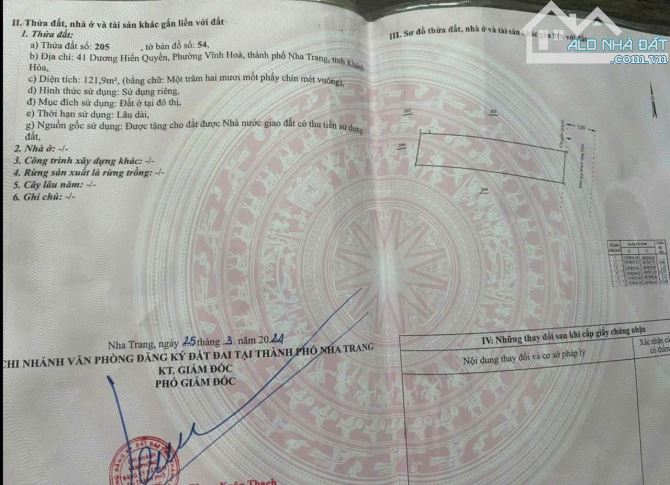 II. Thửa đất, nhà ở và tài sản khác gắn liền với đất
1. Thửa đất:
a) Thửa đất số: 205 , tờ bản đồ số: 54,
b) Địa chỉ: 41 Dương Hiến Quyền, Phường Vĩnh Hoà, thành phố Nha Trang, tỉnh Khánh
Hòa,
c) Diện tích: 121,9m², (bằng chữ: Một trăm hai mươi mốt phẩy chín mét vuông),
d) Hình thức sử dụng: Sử dụng riêng,
đ) Mục đích sử dụng: Đất ở tại đô thị,
e) Thời hạn sử dụng: Lâu dài,
g) Nguồn gốc sử dụng: Được tặng cho đất được Nhà nước giao đất có thu tiền sử dụng
đất,
2. Nhà ở: -/-
3. Công trình xây dựng khác: -/-
4. Rừng sản xuất là rừng trồng: -/-
5. Cây lâu năm: -/-
6. Ghi chú: -/-
Nha Trang, ngày 25 tháng 3 năm 2024
CHI NHÁNH VĂN PHÒNG ĐĂNG KÝ ĐẤT ĐAI TẠI THÀNH PHỐ NHA TRANG
KT. GIÁM ĐỐC
PHÓ GIÁM ĐỐC
III. Sơ đồ thửa đất, nhà ở và tài sản khác gắn liền với đất
ALO NHÀ ĐẤT
.com.vn
IV: Những thay đổi sau khi cấp giấy chứng nhận
Nội dung thay đổi và cơ sở pháp lý
Xác nhận của
có thẩm